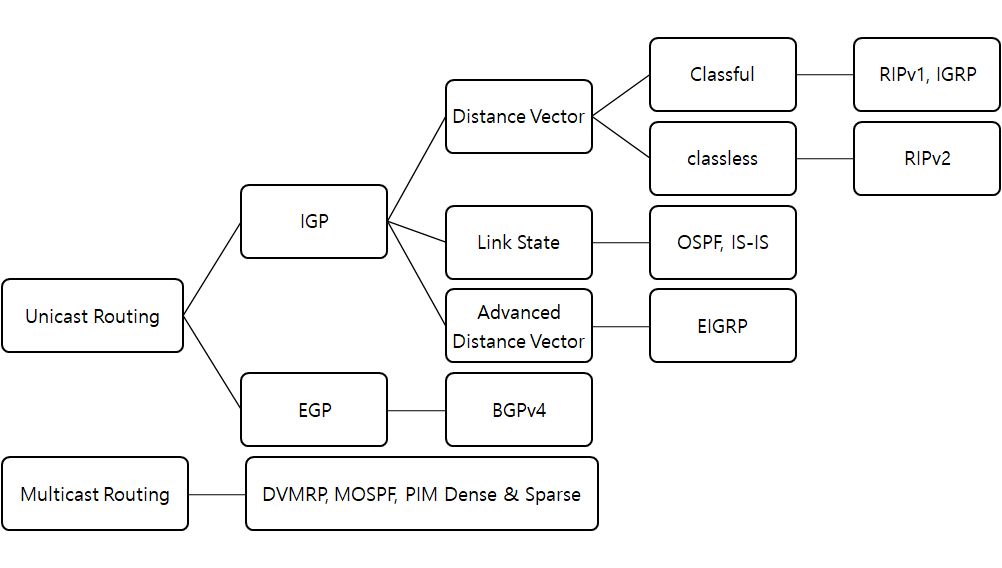 Unicast Routing
IGP
Distance Vector
Classful
RIPv1, IGRP
classless
RIPv2
Link State
OSPF, IS-IS
Advanced
Distance Vector
EIGRP
EGP
BGPv4
Multicast Routing
DVMRP, MOSPF, PIM Dense & Sparse